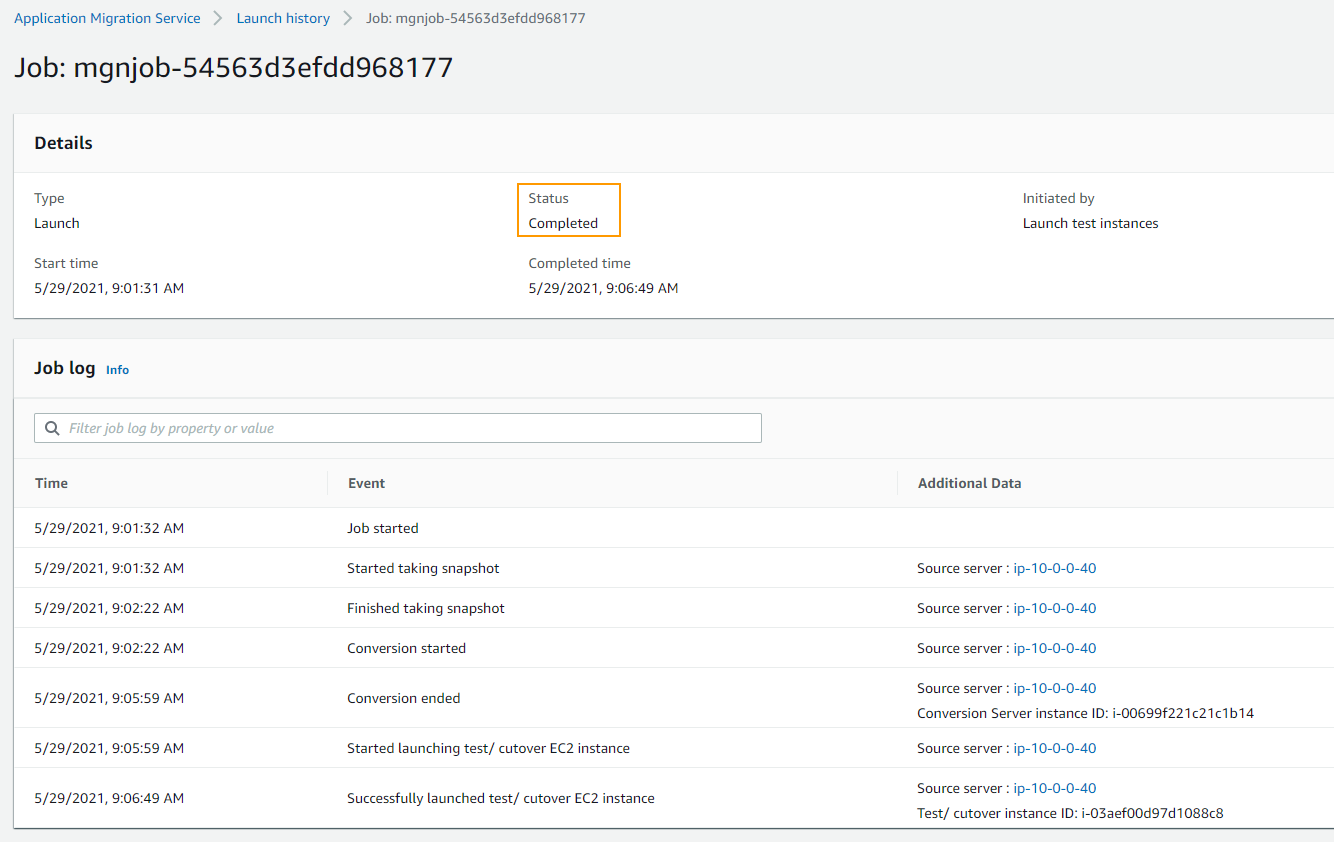 Application Migration Service > Launch history > Job: mgnjob-54563d3efdd968177
Job: mgnjob-54563d3efdd968177
Details
Type Status Initiated by
Launch Completed Launch test instances
Start time Completed time
5/29/2021, 9:01:31 AM 5/29/2021, 9:06:49 AM
Job log Info
Filter job log by property or value
Time Event Additional Data
5/29/2021, 9:01:32 AM Job started
5/29/2021, 9:01:32 AM Started taking snapshot Source server : ip-10-0-0-40
5/29/2021, 9:02:22 AM Finished taking snapshot Source server : ip-10-0-0-40
5/29/2021, 9:02:22 AM Conversion started Source server : ip-10-0-0-40
5/29/2021, 9:05:59 AM Conversion ended Source server : ip-10-0-0-40
Conversion Server instance ID: i-00699f221c21c1b14
5/29/2021, 9:05:59 AM Started launching test/ cutover EC2 instance Source server : ip-10-0-0-40
5/29/2021, 9:06:49 AM Successfully launched test/ cutover EC2 instance Source server : ip-10-0-0-40
Test/ cutover instance ID: i-03aef00d97d1088c8